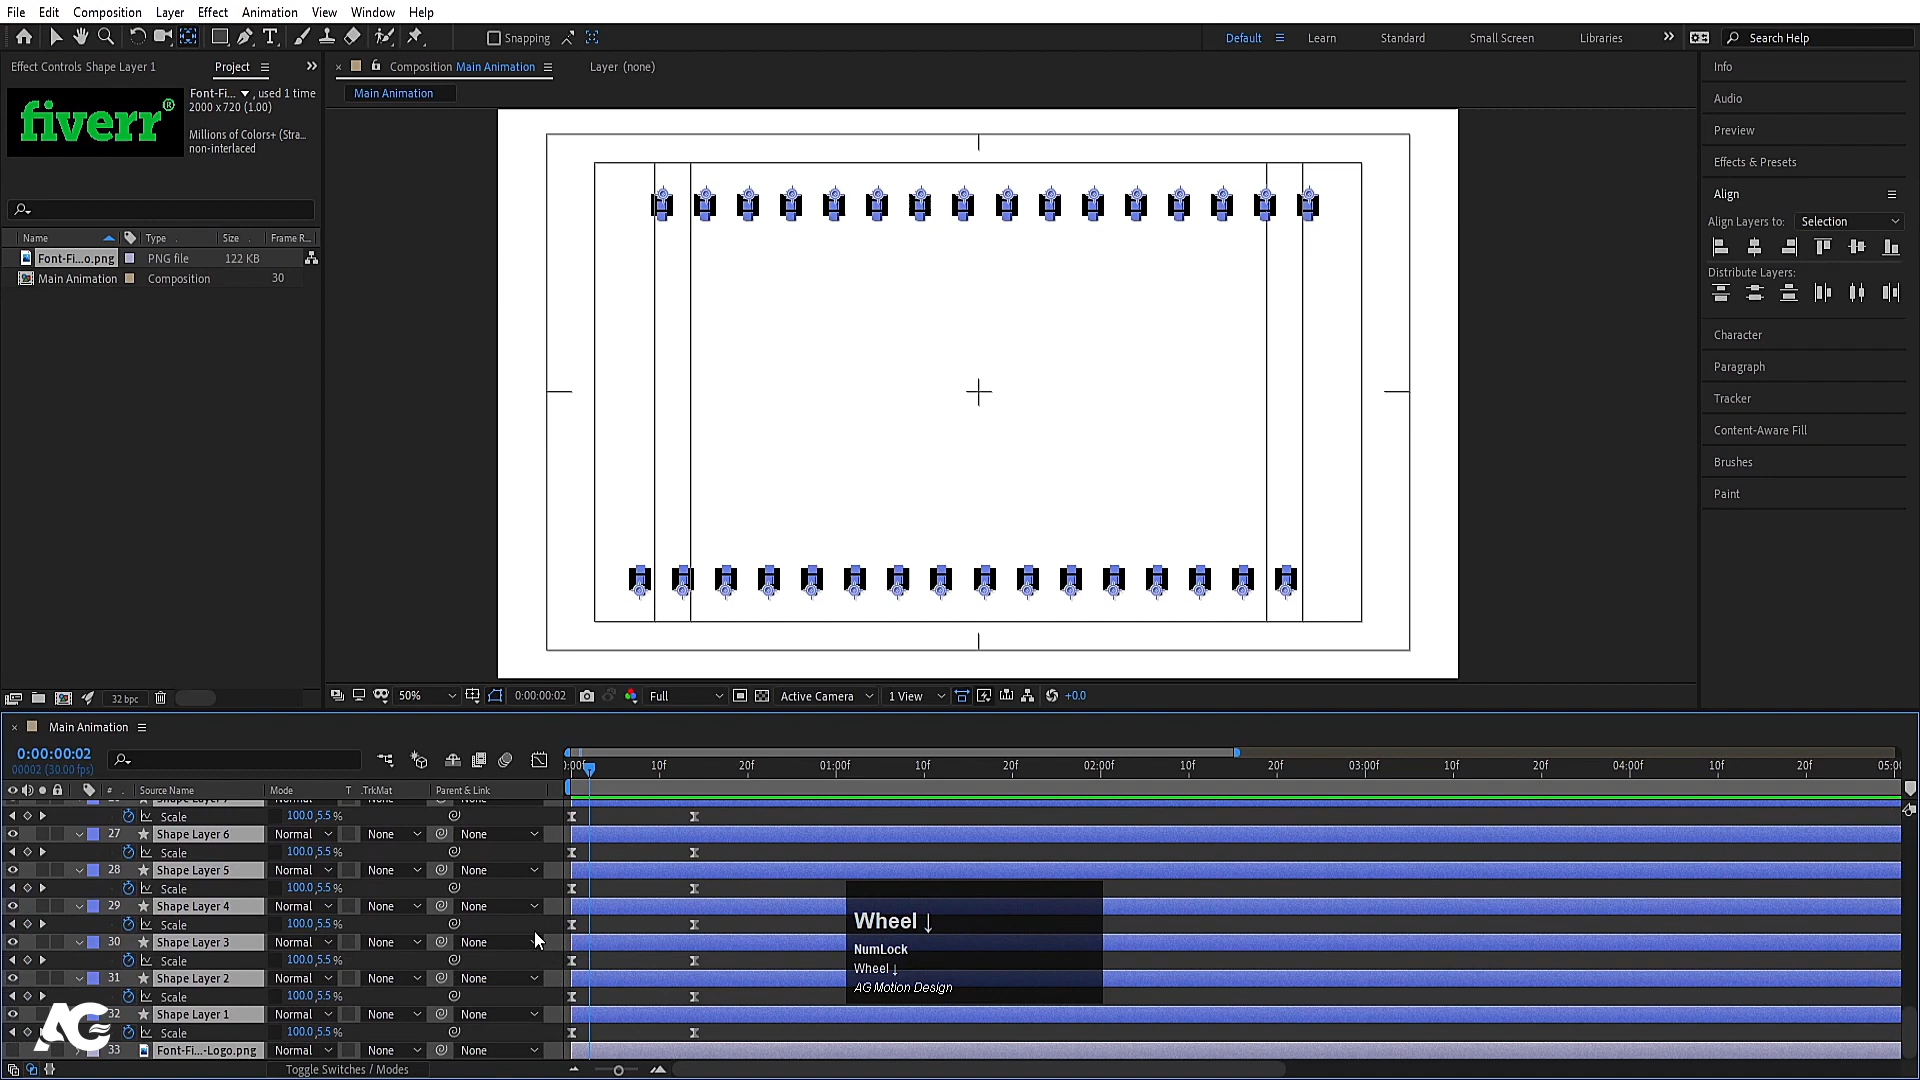 File Edit Composition Layer Effect Animation View Window Help
Snapping Default Learn Standard Small Screen Libraries Search Help
Effect Controls Shape Layer 1 Project Composition Main Animation Layer (none)
Main Animation
fiverr®
Font-Fi... , used 1 time
2000 x 720 (1.00)
Millions of Colors+ (Stra...
non-interlaced
Name Type Size Frame R...
Font-Fi...o.png PNG file 122 KB
Main Animation Composition 30
32 bpc
50% 0:00:00:02 Full Active Camera 1 View +0.0
Info
Audio
Preview
Effects & Presets
Align
Align Layers to: Selection
Distribute Layers:
Character
Paragraph
Tracker
Content-Aware Fill
Brushes
Paint
Main Animation
0:00:00:02
00002 (30.00 fps)
):00f 10f 20f 01:00f 10f 20f 02:00f 10f 20f 03:00f 10f 20f 04:00f 10f 20f 05:00
# Source Name Mode T .TrkMat Parent & Link
Scale 100.0,5.5 %
27 Shape Layer 6 Normal None None
Scale 100.0,5.5 %
28 Shape Layer 5 Normal None None
Scale 100.0,5.5 %
29 Shape Layer 4 Normal None None
Scale 100.0,5.5 %
30 Shape Layer 3 Normal None None
Scale 100.0,5.5 %
31 Shape Layer 2 Normal None None
Scale 100.0,5.5 %
32 Shape Layer 1 Normal None None
Scale 100.0,5.5 %
33 Font-Fi...-Logo.png Normal None None
Toggle Switches / Modes
Wheel ↓
NumLock
Wheel ↓
AG Motion Design
AG